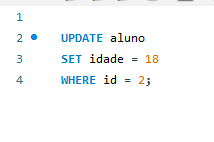 1
2 UPDATE aluno
3 SET idade = 18
4 WHERE id = 2;